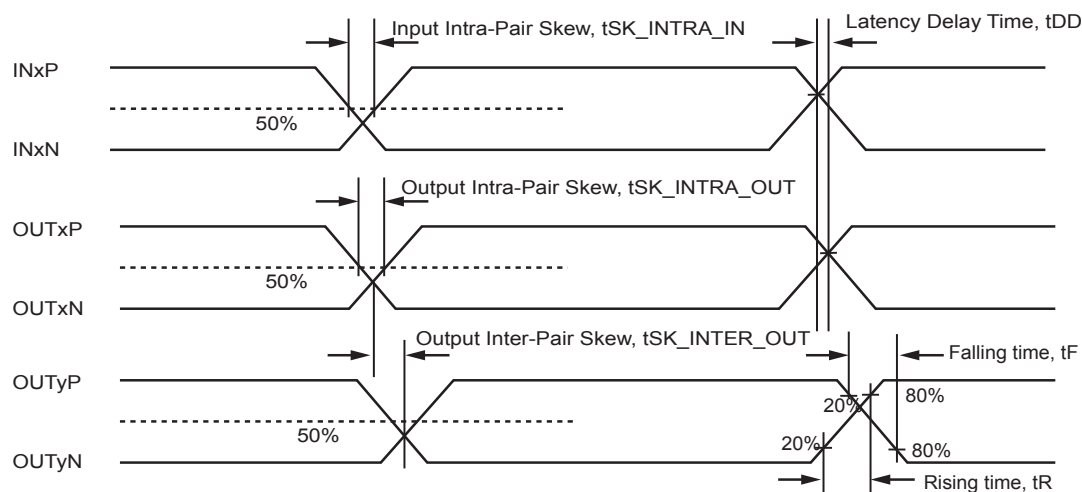 Input Intra-Pair Skew, tSK_INTRA_IN
Latency Delay Time, tDD
INxP
50%
INxN
Output Intra-Pair Skew, tSK_INTRA_OUT
OUTxP
50%
OUTxN
Output Inter-Pair Skew, tSK_INTER_OUT
Falling time, tF
OUTyP
20%
80%
50%
20%
80%
OUTyN
Rising time, tR